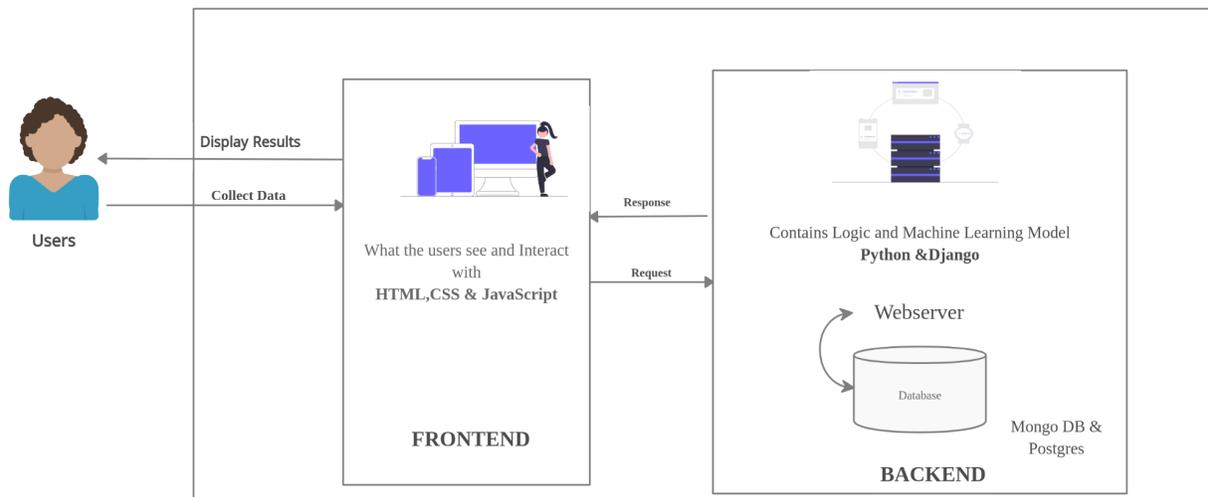 Display Results
Collect Data
Users
What the users see and Interact
with
HTML,CSS & JavaScript
FRONTEND
Response
Request
Contains Logic and Machine Learning Model
Python &Django
Webserver
Database
Mongo DB &
Postgres
BACKEND